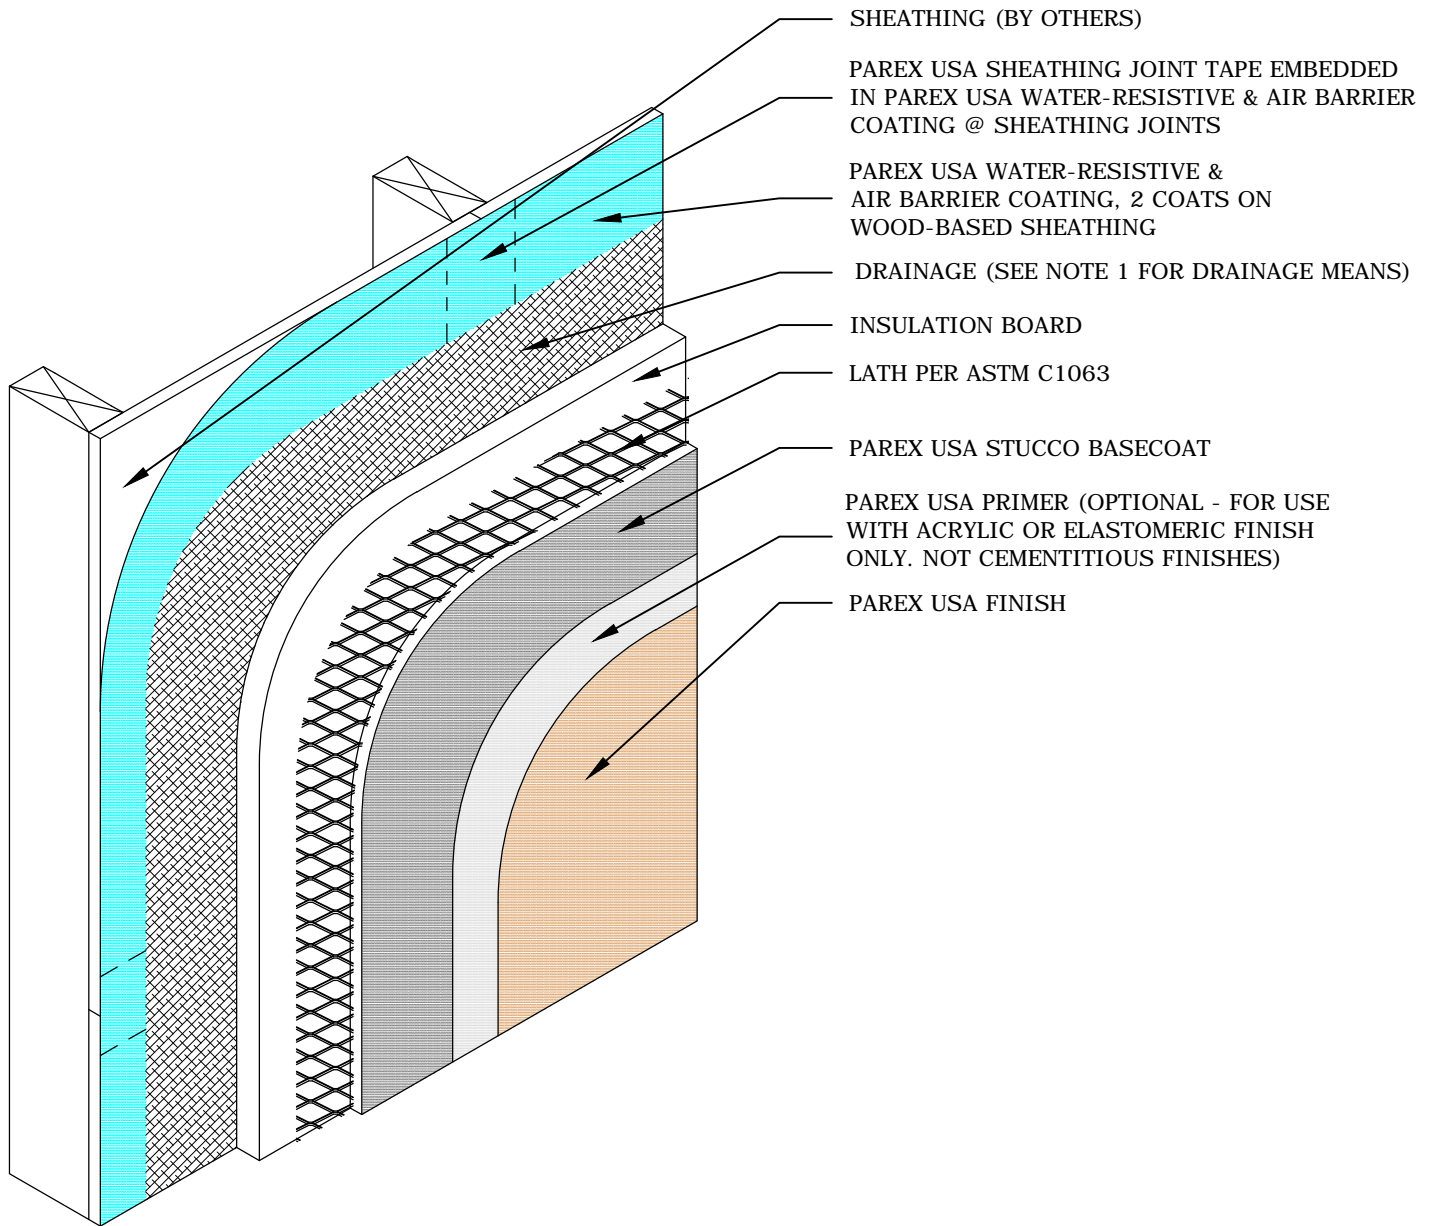 SHEATHING (BY OTHERS)
PAREX USA SHEATHING JOINT TAPE EMBEDDED
IN PAREX USA WATER-RESISTIVE & AIR BARRIER
COATING @ SHEATHING JOINTS
PAREX USA WATER-RESISTIVE &
AIR BARRIER COATING, 2 COATS ON
WOOD-BASED SHEATHING
DRAINAGE (SEE NOTE 1 FOR DRAINAGE MEANS)
INSULATION BOARD
LATH PER ASTM C1063
PAREX USA STUCCO BASECOAT
PAREX USA PRIMER (OPTIONAL - FOR USE
WITH ACRYLIC OR ELASTOMERIC FINISH
ONLY. NOT CEMENTITIOUS FINISHES)
PAREX USA FINISH